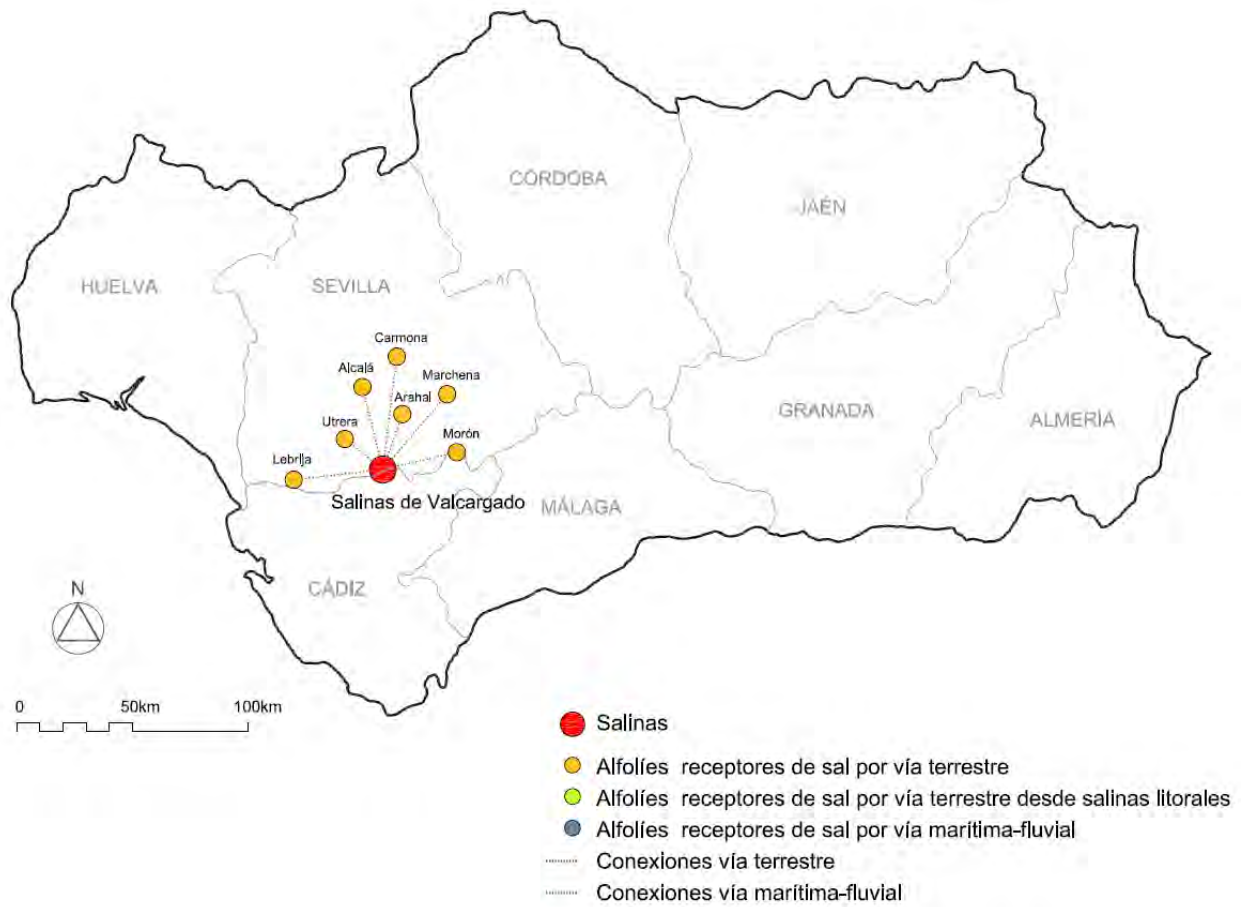 CÓRDOBA
JAÉN
HUELVA
SEVILLA
Carmona
Alcalá
Marchena
Arahal
Utrera
Morón
Lebrija
Salinas de Valcargado
GRANADA
ALMERÍA
MÁLAGA
CÁDIZ
N
0 50km 100km
Salinas
Alfolíes receptores de sal por vía terrestre
Alfolíes receptores de sal por vía terrestre desde salinas litorales
Alfolíes receptores de sal por vía marítima-fluvial
Conexiones vía terrestre
Conexiones vía marítima-fluvial